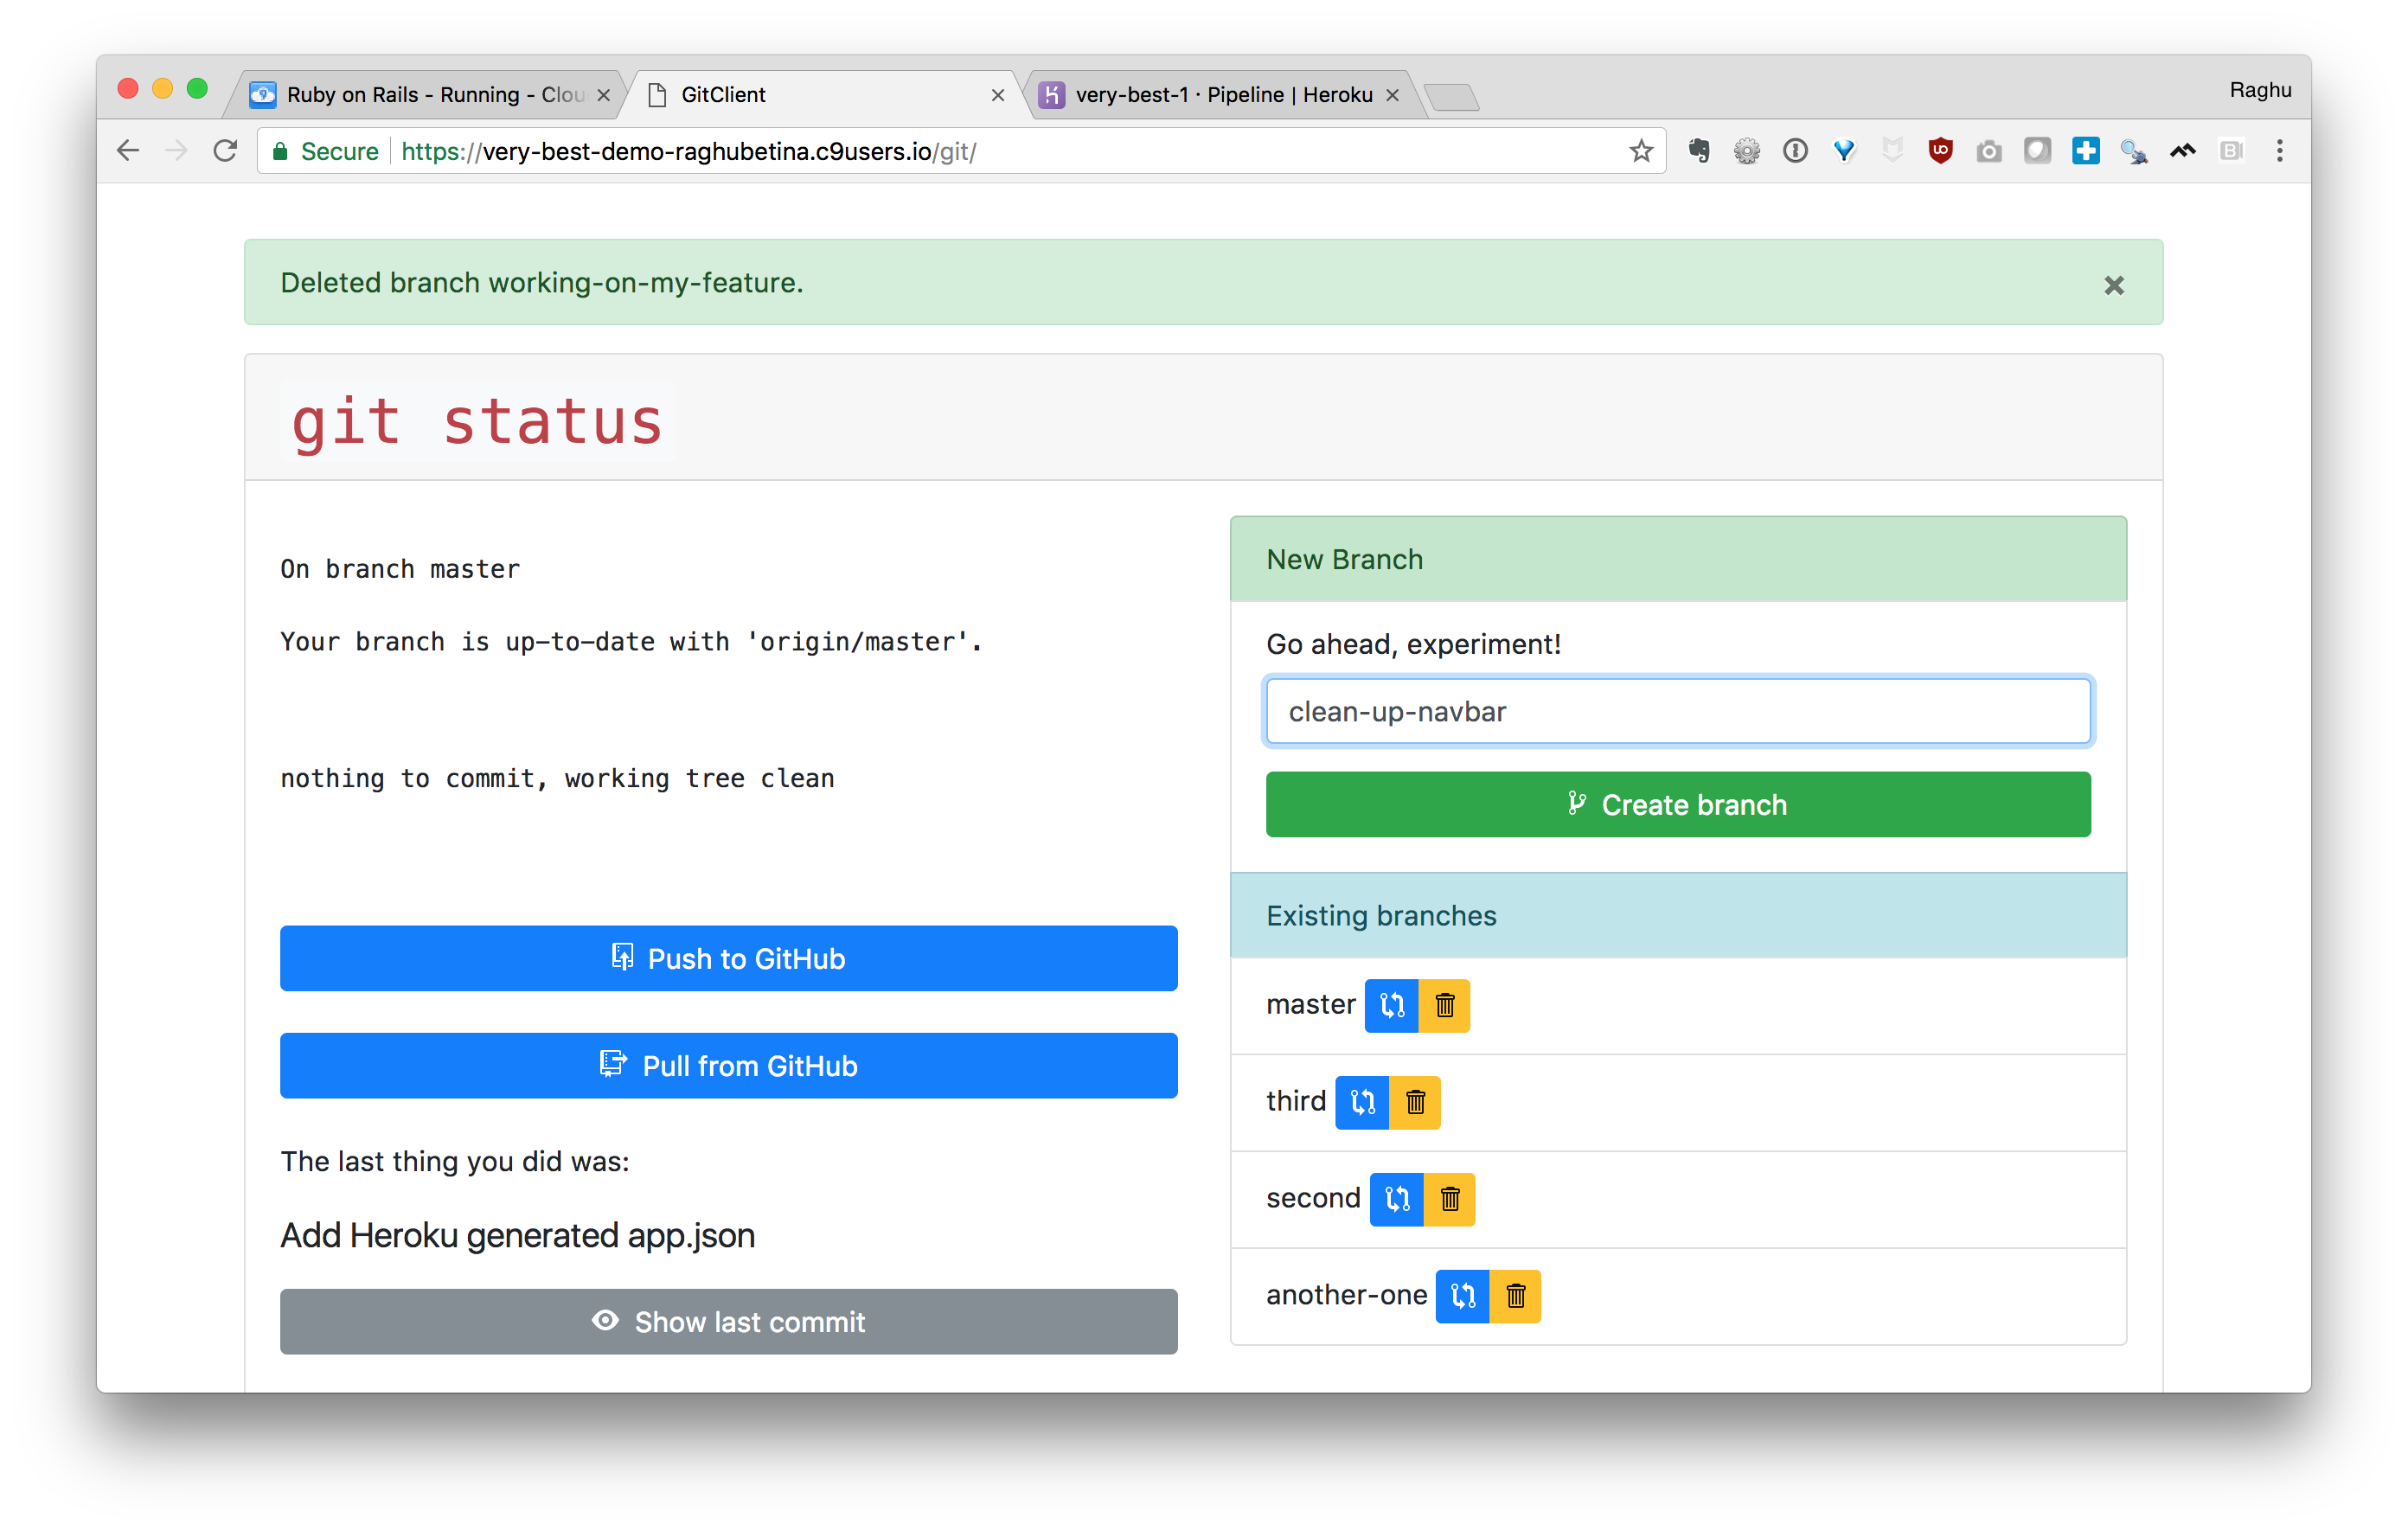 Ruby on Rails - Running - Clou
GitClient
very-best-1 · Pipeline | Heroku
Raghu
Secure https://very-best-demo-raghubetina.c9users.io/git/
Deleted branch working-on-my-feature.
git status
On branch master
Your branch is up-to-date with 'origin/master'.
nothing to commit, working tree clean
Push to GitHub
Pull from GitHub
The last thing you did was:
Add Heroku generated app.json
Show last commit
New Branch
Go ahead, experiment!
clean-up-navbar
Create branch
Existing branches
master
third
second
another-one